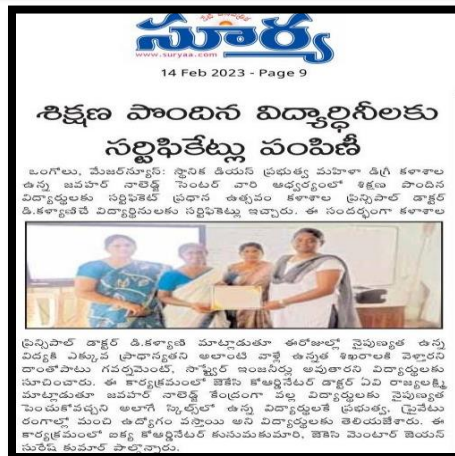 సూర్య
www.suryaa.com
14 Feb 2023 - Page 9
శిక్షణ పొందిన విద్యార్ధినీలకు
సర్టిఫికేట్లు పంపిణీ
ఒంగోలు, మేజర్‌న్యూస్: స్థానిక డియస్ ప్రభుత్వ మహిళా డిగ్రి కళాశాల
ఉన్న జవహర్ నాలెడ్జ్ సెంటర్ వారి ఆధ్వర్యంలో శిక్షణ పొందిన
విద్యార్థులకు సర్టిఫికెట్ ప్రధాన ఉత్సవం కళాశాల ప్రిన్సిపాల్ డాక్టర్
డి.కళ్యాణిచే విద్యార్థినులకు సర్టిఫికెట్లు ఇచ్చారు. ఈ సందర్భంగా కళాశాల
ప్రిన్సిపాల్ డాక్టర్ డి.కళ్యాణి మాట్లాడుతూ ఈరోజుల్లో నైపుణ్యత ఉన్న
విద్యకి ఎక్కువ ప్రాధాన్యతని అలాంటి వాళ్లే ఉన్నత శిఖరాలకి వెళ్తారని
దాంతోపాటు గవర్నమెంట్, సాఫ్ట్వేర్ ఇంజనీర్లు అవుతారని విద్యార్థులకు
సూచించారు. ఈ కార్యక్రమంలో జెకెసి కోఆర్డినేటర్ డాక్టర్ ఏవి రాజ్యలక్ష్మి
మాట్లాడుతూ జవహర్ నాలెడ్జ్ కేంద్రంగా వల్ల విద్యార్థులకు నైపుణ్యత
పెంచుకోవచ్చని అలాగే స్కిల్స్‌లో ఉన్న విద్యార్థులకే ప్రభుత్వ, ప్రైవేటు
రంగాల్లో మంచి ఉద్యోగం వస్తాయి అని విద్యార్థులకు తెలియజేశారు. ఈ
కార్యక్రమంలో ఐక్య కోఆర్డినేటర్ కుసుమకుమారి, జెకెసి మెంటార్ జెయన్
సురేష్ కుమార్ పాల్గొన్నారు.